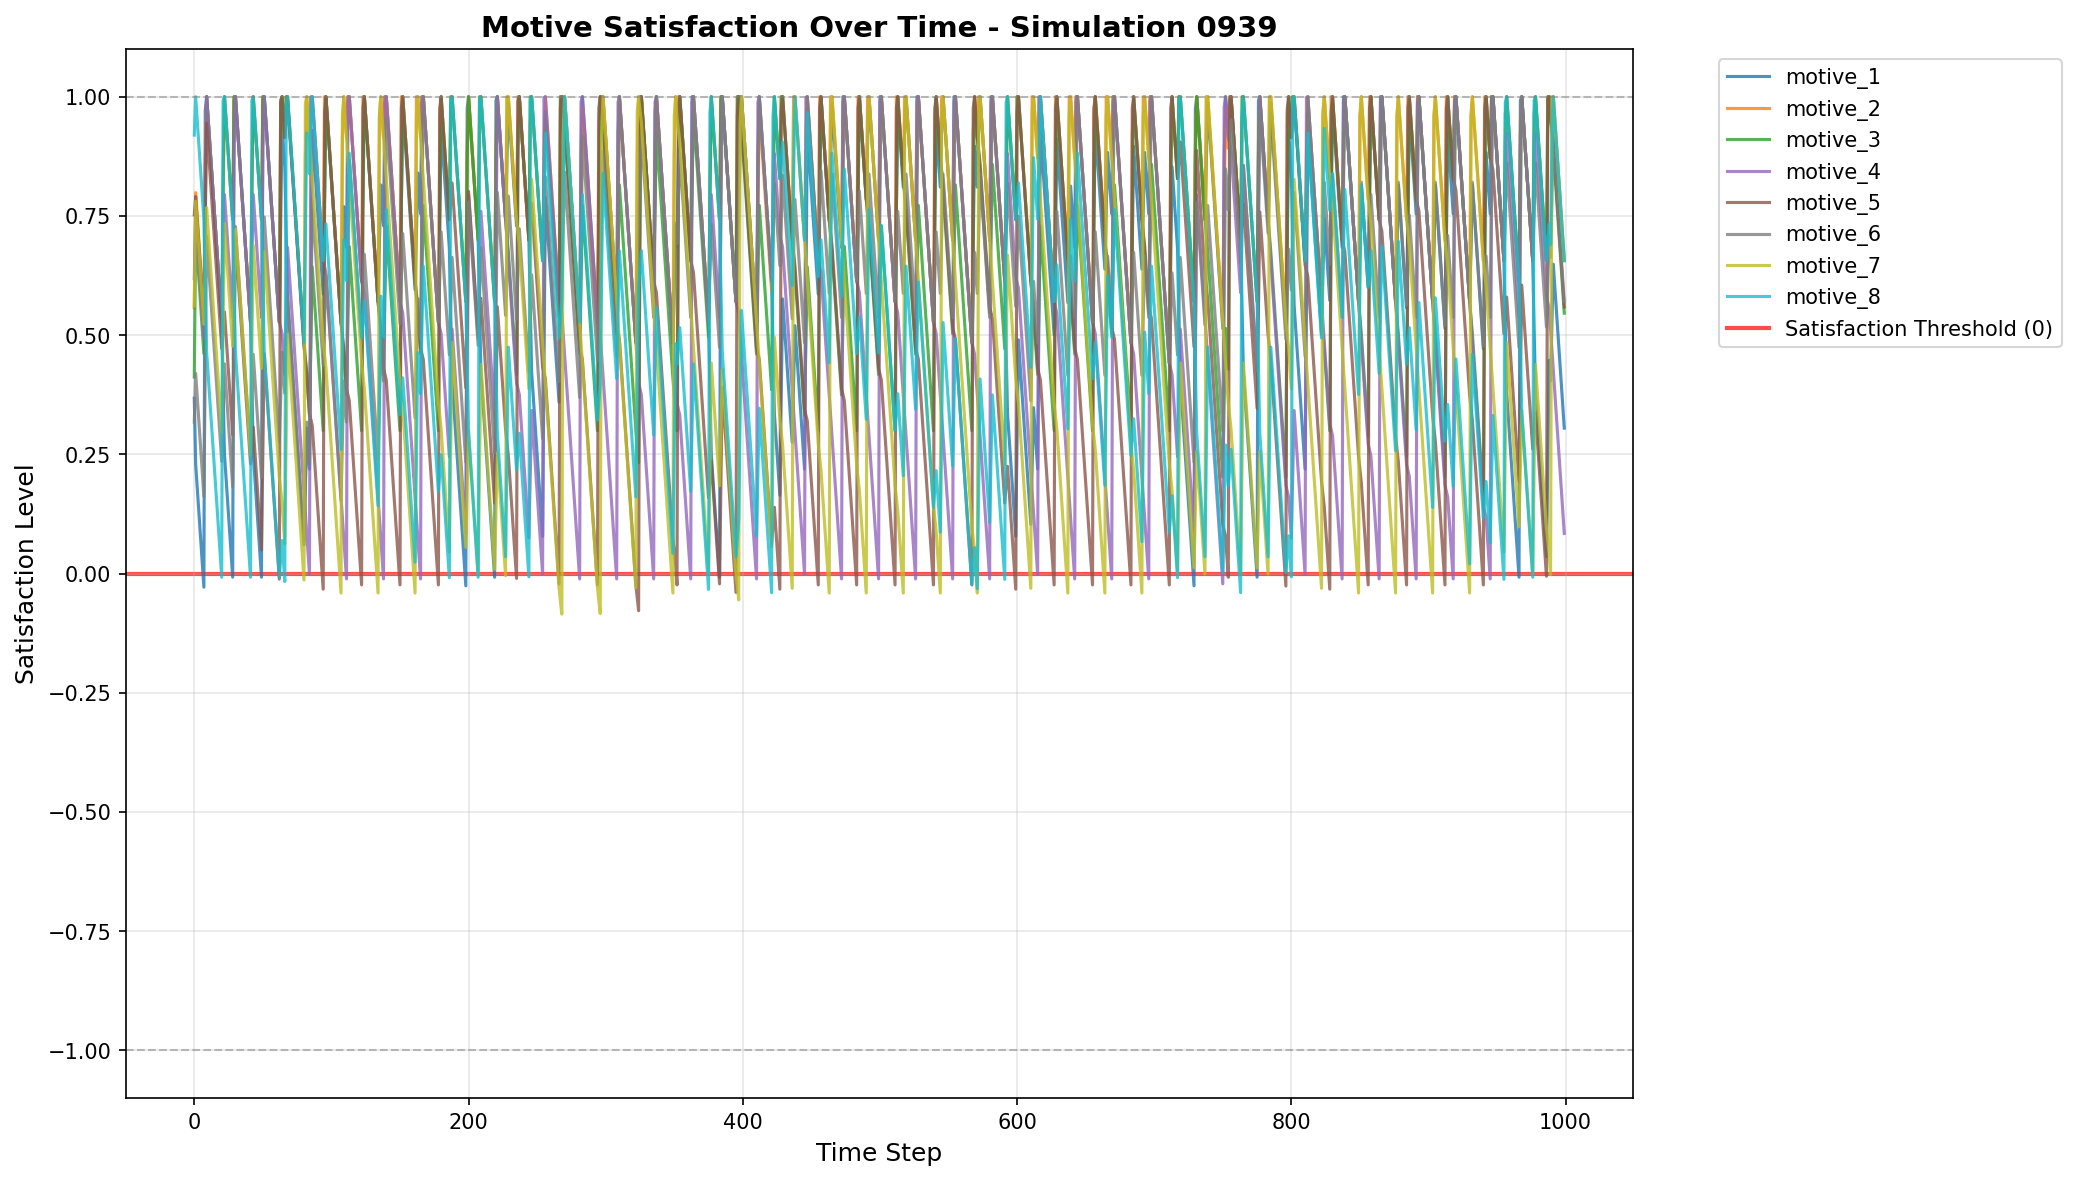 Motive Satisfaction Over Time - Simulation 0939
Satisfaction Level
1.00
0.75
0.50
0.25
0.00
−0.25
−0.50
−0.75
−1.00
0
200
400
600
800
1000
Time Step
motive_1
motive_2
motive_3
motive_4
motive_5
motive_6
motive_7
motive_8
Satisfaction Threshold (0)